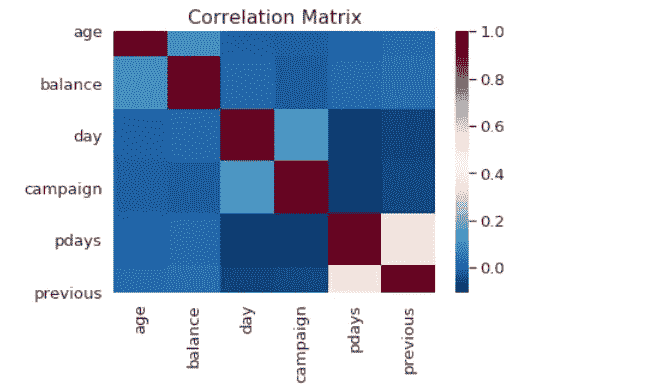 Correlation Matrix
age
balance
day
campaign
pdays
previous
age
balance
day
campaign
pdays
previous
1.0
0.8
0.6
0.4
0.2
0.0